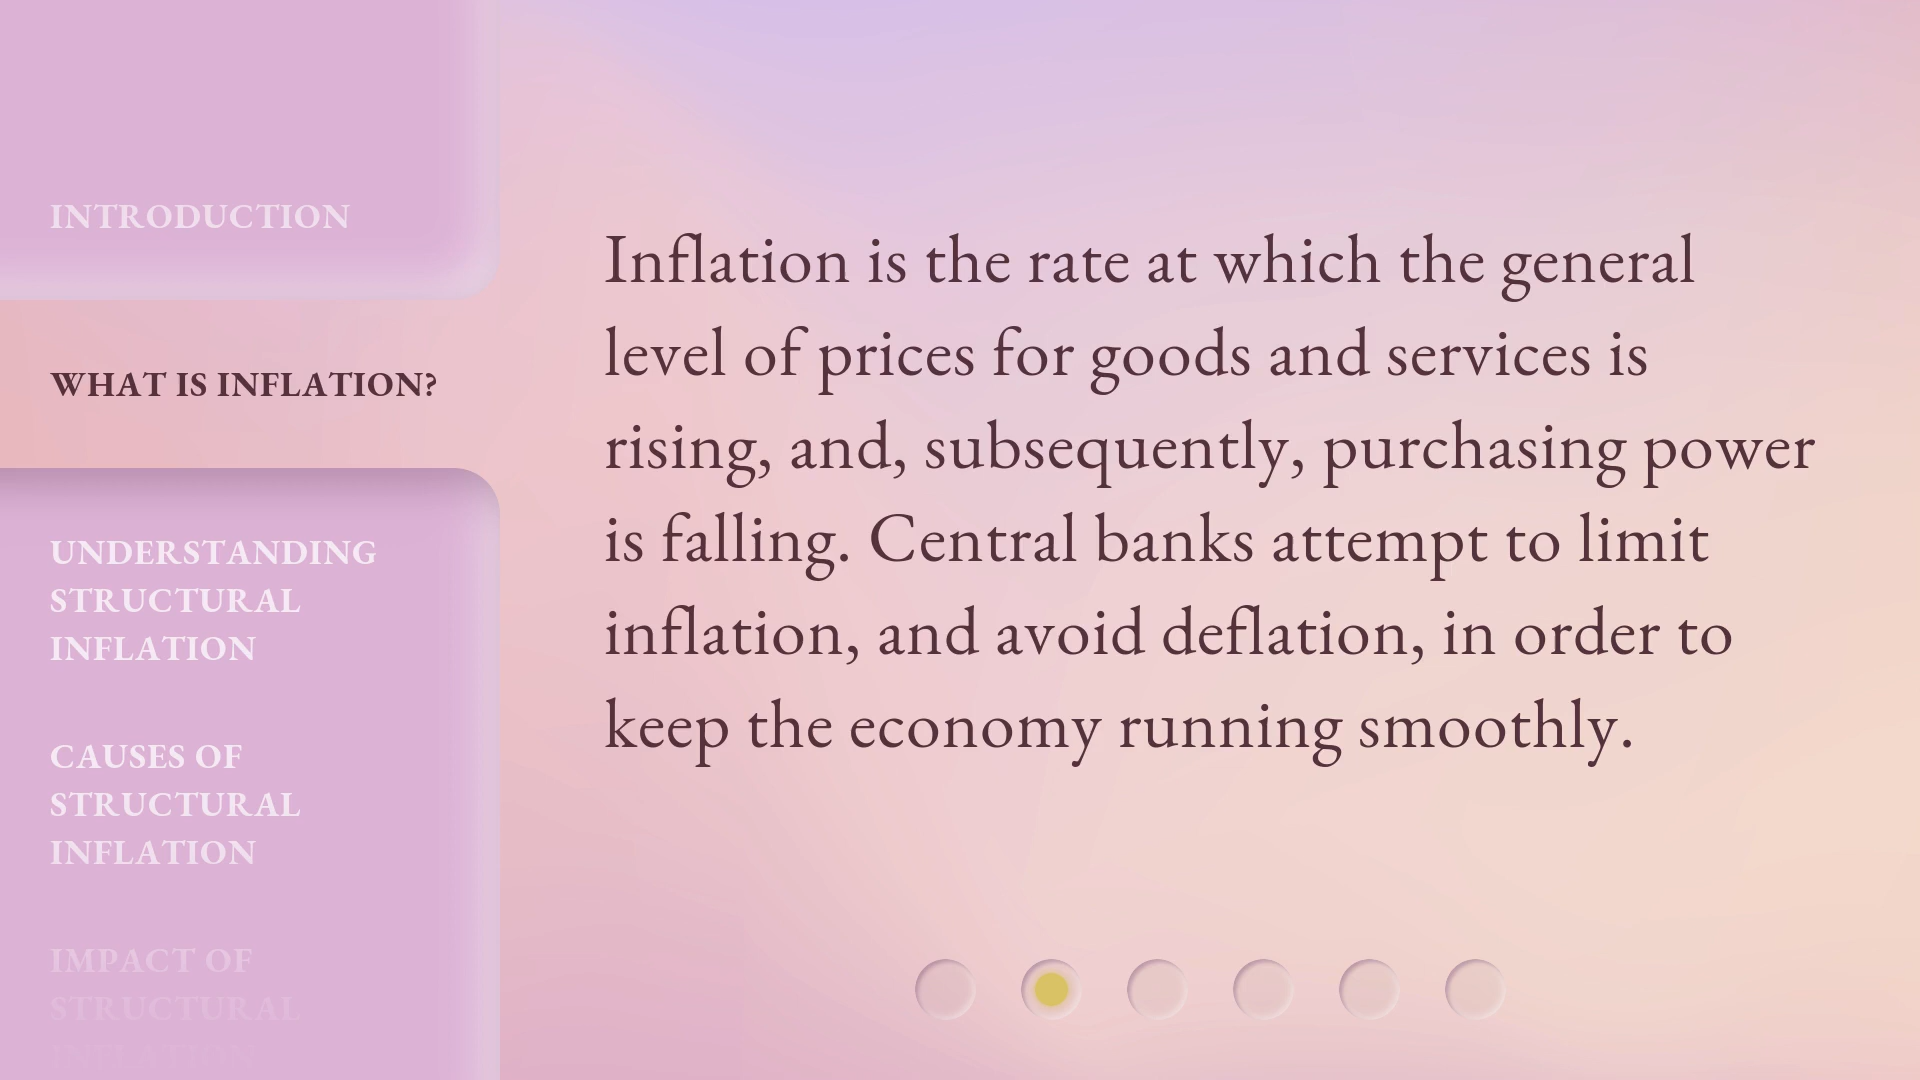 INTRODUCTION
WHAT IS INFLATION?
UNDERSTANDING
STRUCTURAL
INFLATION
CAUSES OF
STRUCTURAL
INFLATION
IMPACT OF
STRUCTURAL
INFLATION
Inflation is the rate at which the general
level of prices for goods and services is
rising, and, subsequently, purchasing power
is falling. Central banks attempt to limit
inflation, and avoid deflation, in order to
keep the economy running smoothly.